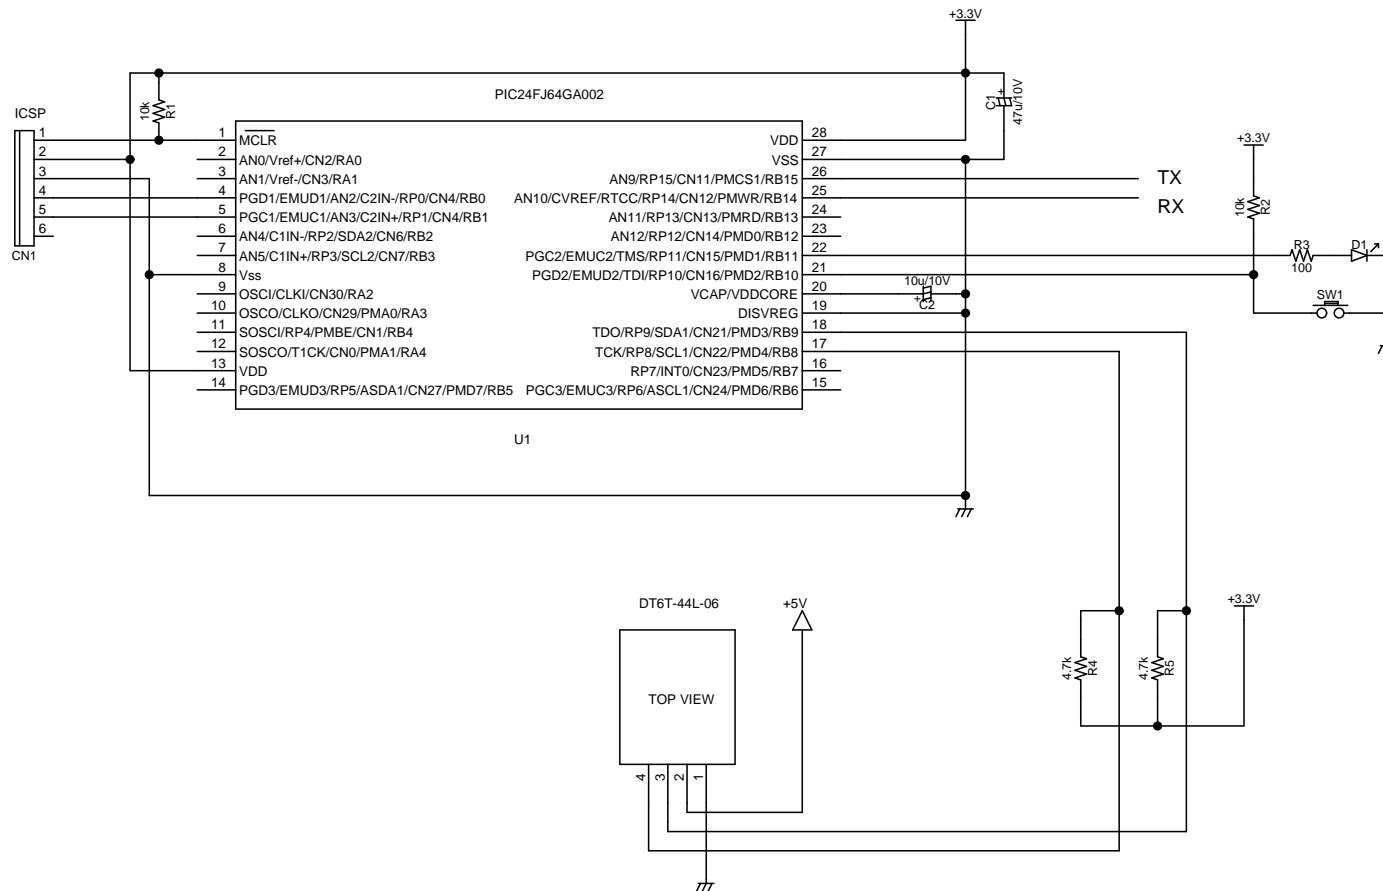 +3.3V
PIC24FJ64GA002
C1
47u/10V
+
10k
R1
ICSP
1
2
3
4
5
6
CN1
1 MCLR
2 AN0/Vref+/CN2/RA0
3 AN1/Vref-/CN3/RA1
4 PGD1/EMUD1/AN2/C2IN-/RP0/CN4/RB0
5 PGC1/EMUC1/AN3/C2IN+/RP1/CN4/RB1
6 AN4/C1IN-/RP2/SDA2/CN6/RB2
7 AN5/C1IN+/RP3/SCL2/CN7/RB3
8 Vss
9 OSCI/CLKI/CN30/RA2
10 OSCO/CLKO/CN29/PMA0/RA3
11 SOSCI/RP4/PMBE/CN1/RB4
12 SOSCO/T1CK/CN0/PMA1/RA4
13 VDD
14 PGD3/EMUD3/RP5/ASDA1/CN27/PMD7/RB5
VDD 28
VSS 27
AN9/RP15/CN11/PMCS1/RB15 26
AN10/CVREF/RTCC/RP14/CN12/PMWR/RB14 25
AN11/RP13/CN13/PMRD/RB13 24
AN12/RP12/CN14/PMD0/RB12 23
PGC2/EMUC2/TMS/RP11/CN15/PMD1/RB11 22
PGD2/EMUD2/TDI/RP10/CN16/PMD2/RB10 21
VCAP/VDDCORE 20
DISVREG 19
TDO/RP9/SDA1/CN21/PMD3/RB9 18
TCK/RP8/SCL1/CN22/PMD4/RB8 17
RP7/INT0/CN23/PMD5/RB7 16
PGC3/EMUC3/RP6/ASCL1/CN24/PMD6/RB6 15
U1
10u/10V
+
C2
TX
RX
+3.3V
10k
R2
R3
100
D1
SW1
DT6T-44L-06
+5V
TOP VIEW
4
3
2
1
+3.3V
4.7k
R4
4.7k
R5